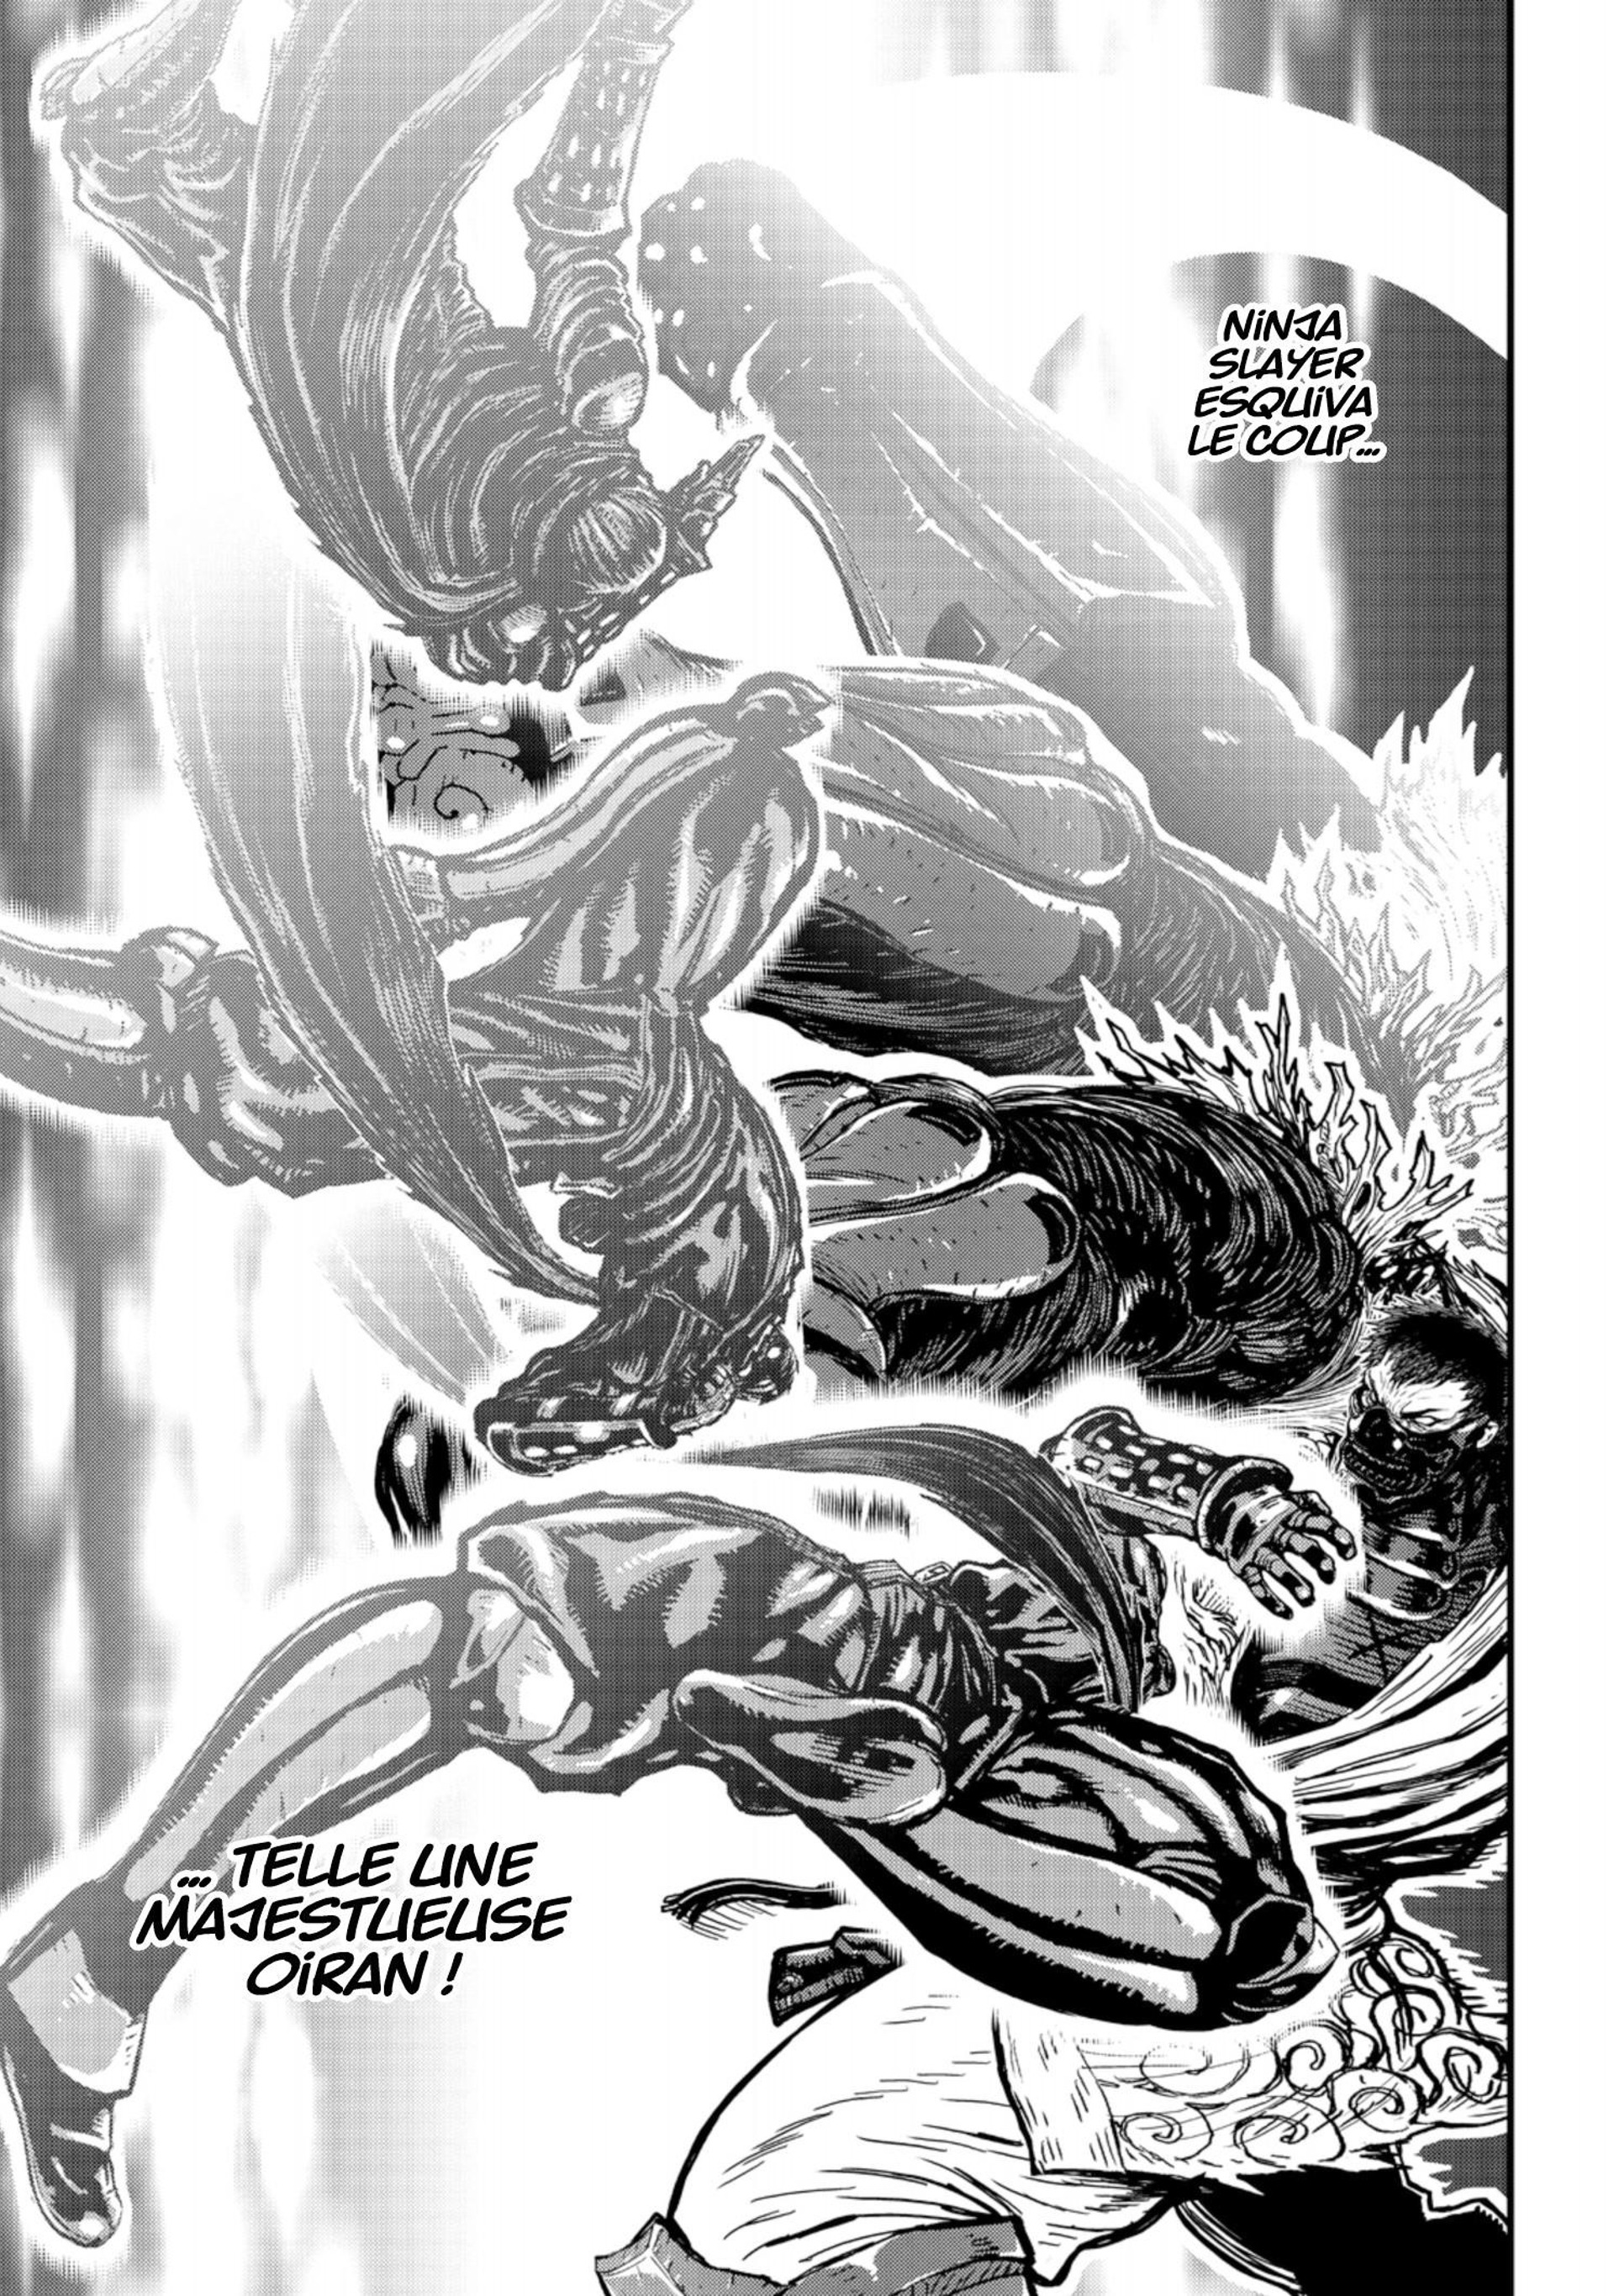 NINJA
SLAYER
ESQUIVA
LE COUP...
... TELLE UNE
MAJESTUEUSE
OIRAN !